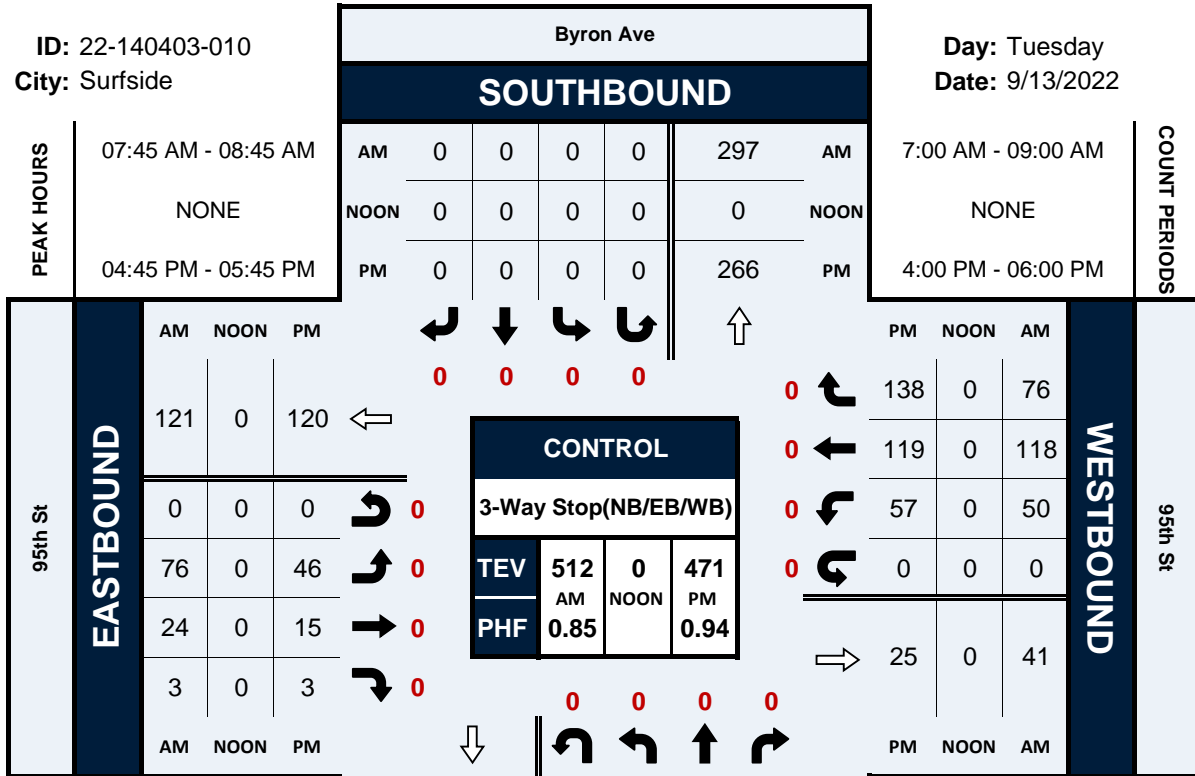 Byron Ave
ID: 22-140403-010
City: Surfside
Day: Tuesday
Date: 9/13/2022
SOUTHBOUND
PEAK HOURS
07:45 AM - 08:45 AM
NONE
04:45 PM - 05:45 PM
AM 0 0 0 0 297 AM
NOON 0 0 0 0 0 NOON
PM 0 0 0 0 266 PM
7:00 AM - 09:00 AM
NONE
4:00 PM - 06:00 PM
COUNT PERIODS
0 0 0 0
95th St
EASTBOUND
AM NOON PM
121 0 120
0 0 0 0
76 0 46 0
24 0 15 0
3 0 3 0
AM NOON PM
CONTROL
3-Way Stop(NB/EB/WB)
TEV 512 0 471
AM NOON PM
PHF 0.85 0.94
PM NOON AM
0 138 0 76
0 119 0 118
0 57 0 50
0 0 0 0
25 0 41
PM NOON AM
WESTBOUND
95th St
0 0 0 0